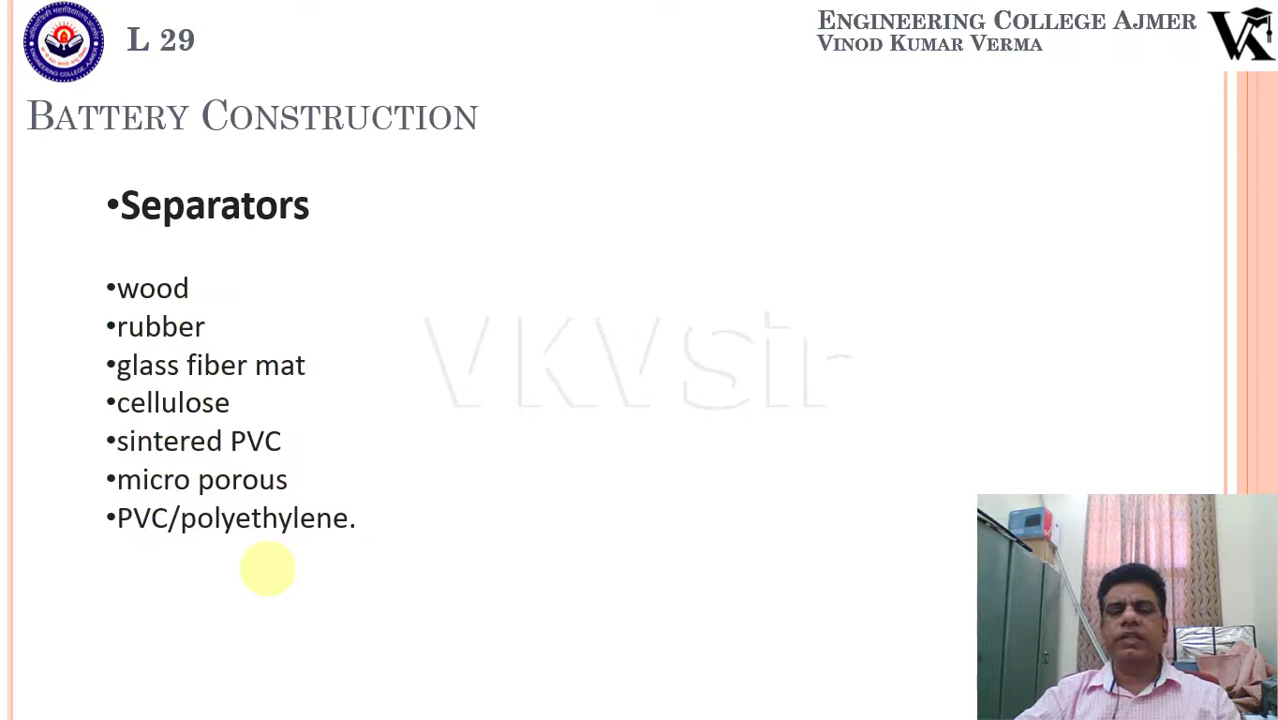 L 29
ENGINEERING COLLEGE AJMER
VINOD KUMAR VERMA
BATTERY CONSTRUCTION
•Separators
•wood
•rubber
•glass fiber mat
•cellulose
•sintered PVC
•micro porous
•PVC/polyethylene.
VKVSir